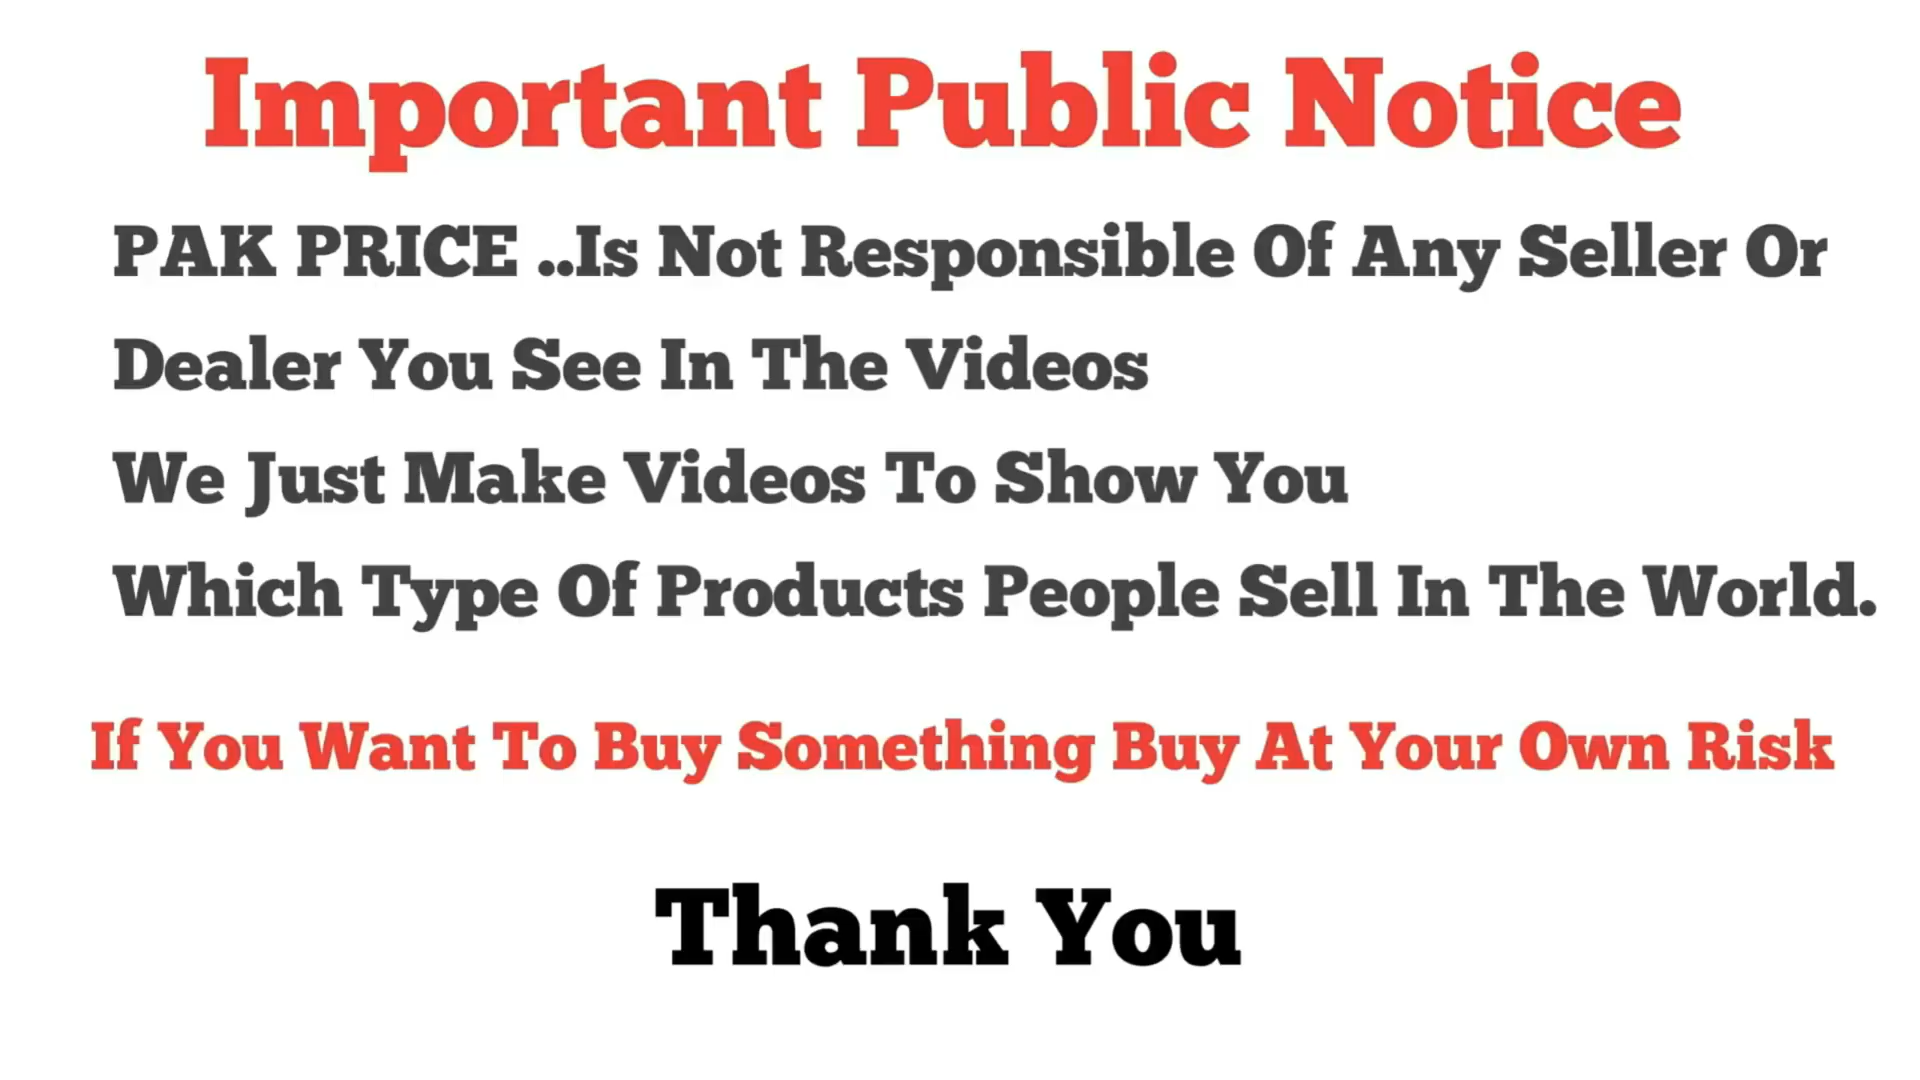 Important Public Notice
PAK PRICE ..Is Not Responsible Of Any Seller Or
Dealer You See In The Videos
We Just Make Videos To Show You
Which Type Of Products People Sell In The World.
If You Want To Buy Something Buy At Your Own Risk
Thank You